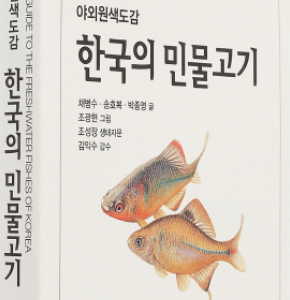 야외원색도감
한국의 민물고기
채병수 · 송호복 · 박종영 글
조광현 그림
조성장 생태자문
김익수 감수
원색도감 한국의 민물고기
GUIDE TO THE FRESHWATER FISHES OF KOREA